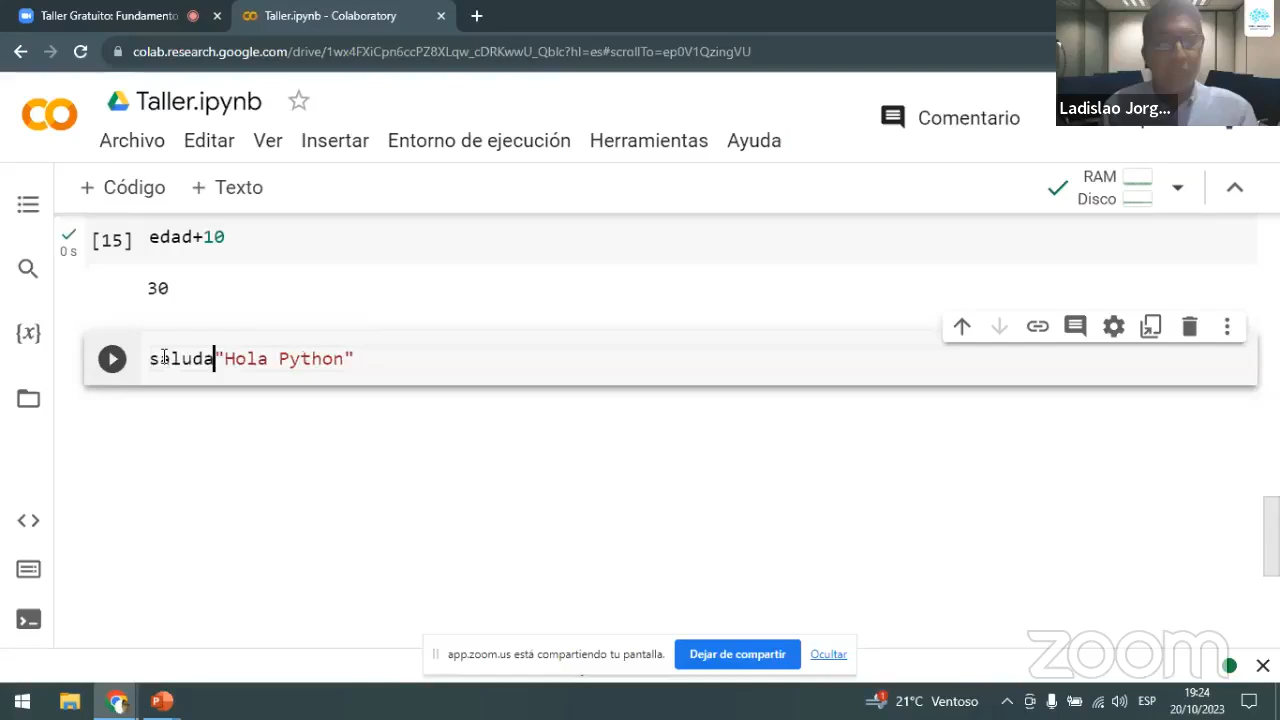 Taller Gratuito: Fundamento
Taller.ipynb - Colaboratory
colab.research.google.com/drive/1wx4FXiCpn6ccPZ8XLqw_cDRKwwU_Qblc?hl=es#scrollTo=ep0V1QzingVU
Ladislao Jorg...
CO
Taller.ipynb
Comentario
Archivo Editar Ver Insertar Entorno de ejecución Herramientas Ayuda
+ Código + Texto
RAM
Disco
0 s
[15] edad+10
30
{x}
saluda"Hola Python"
app.zoom.us está compartiendo tu pantalla. Dejar de compartir Ocultar
zoom
1
21°C Ventoso
ESP
19:24
20/10/2023